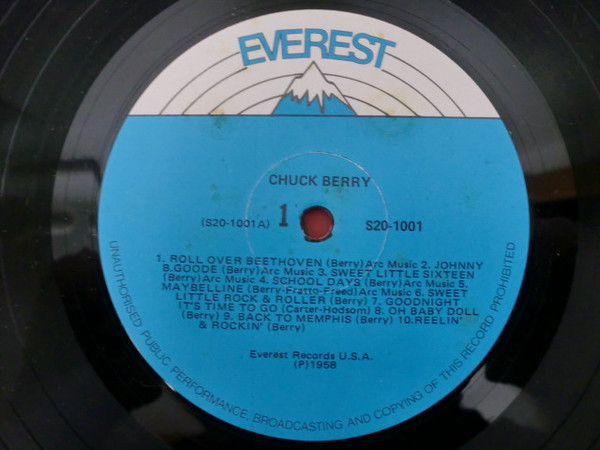 EVEREST
CHUCK BERRY
(S20-1001A) 1 S20-1001
1. ROLL OVER BEETHOVEN (Berry) Arc Music 2. JOHNNY
B.GOODE (Berry) Arc Music 3. SWEET LITTLE SIXTEEN
(Berry) Arc Music 4. SCHOOL DAYS (Berry) Arc Music 5.
MAYBELLINE (Berry-Fratto-Freed) Arc Music 6. SWEET
LITTLE ROCK & ROLLER (Berry) 7. GOODNIGHT
IT'S TIME TO GO (Carter-Hodsom) 8. OH BABY DOLL
(Berry) 9. BACK TO MEMPHIS (Berry) 10. REELIN'
& ROCKIN' (Berry)
Everest Records U.S.A.
(P)1958
UNAUTHORISED PUBLIC PERFORMANCE, BROADCASTING AND COPYING OF THIS RECORD PROHIBITED